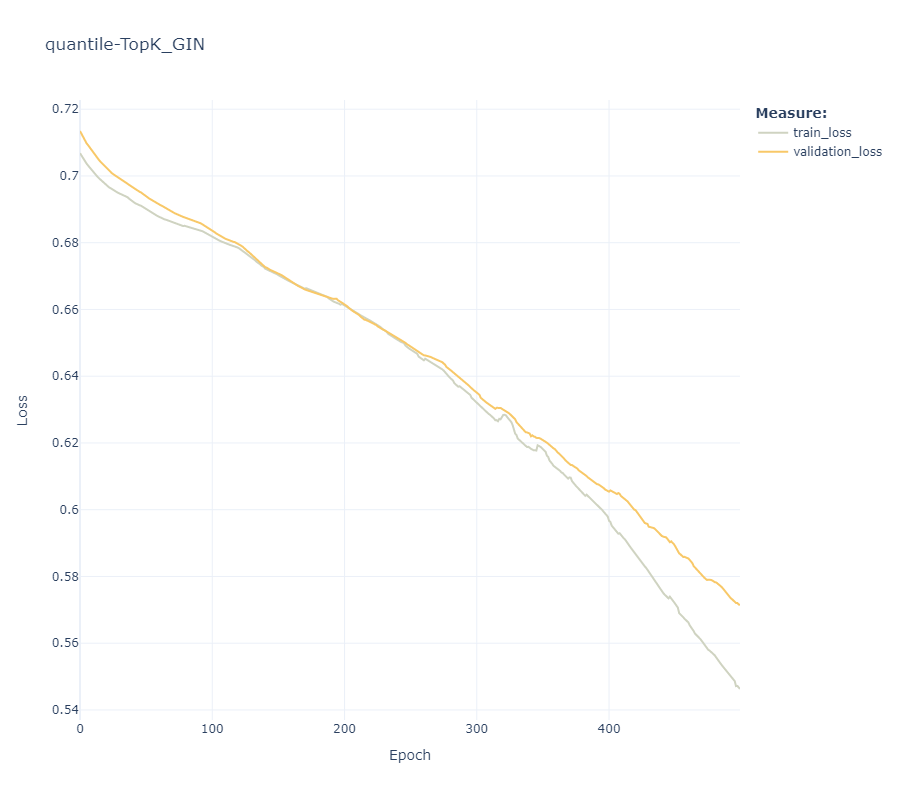 quantile-TopK_GIN
Measure:
train_loss
validation_loss
0.72
0.7
0.68
0.66
0.64
0.62
0.6
0.58
0.56
0.54
Loss
0
100
200
300
400
Epoch